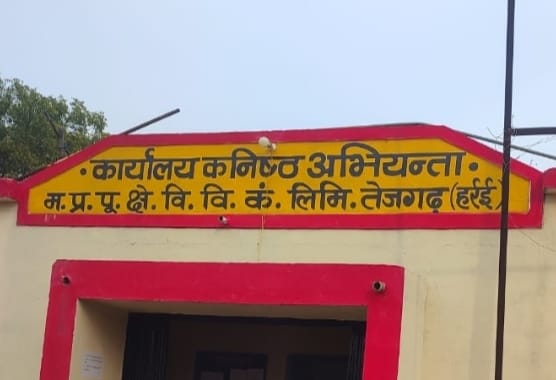 • कार्यालय कनिष्ठ अभियन्ता •
म. प्र. पू. क्षे. वि. वि. कं. लिमि. तेजगढ़ (हर्रई)